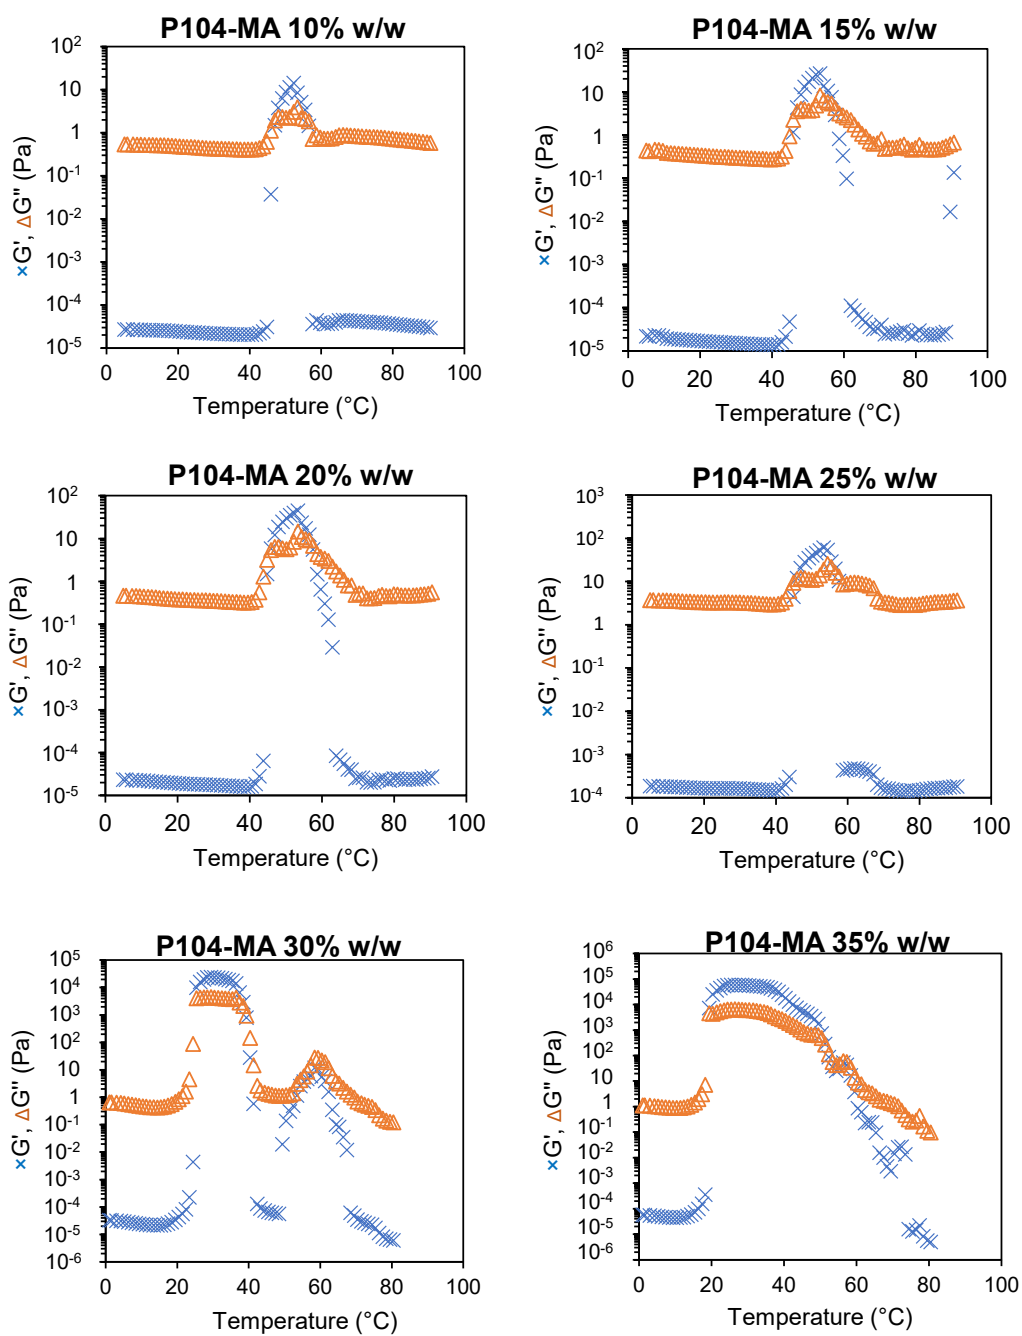 P104-MA 10% w/w
×G', ΔG" (Pa)
10²
10
1
10⁻¹
10⁻²
10⁻³
10⁻⁴
10⁻⁵
0 20 40 60 80 100
Temperature (°C)
P104-MA 15% w/w
×G', ΔG" (Pa)
10²
10
1
10⁻¹
10⁻²
10⁻³
10⁻⁴
10⁻⁵
0 20 40 60 80 100
Temperature (°C)
P104-MA 20% w/w
×G', ΔG" (Pa)
10²
10
1
10⁻¹
10⁻²
10⁻³
10⁻⁴
10⁻⁵
0 20 40 60 80 100
Temperature (°C)
P104-MA 25% w/w
×G', ΔG" (Pa)
10³
10²
10
1
10⁻¹
10⁻²
10⁻³
10⁻⁴
0 20 40 60 80 100
Temperature (°C)
P104-MA 30% w/w
×G', ΔG" (Pa)
10⁵
10⁴
10³
10²
10
1
10⁻¹
10⁻²
10⁻³
10⁻⁴
10⁻⁵
10⁻⁶
0 20 40 60 80 100
Temperature (°C)
P104-MA 35% w/w
×G', ΔG" (Pa)
10⁶
10⁵
10⁴
10³
10²
10
1
10⁻¹
10⁻²
10⁻³
10⁻⁴
10⁻⁵
10⁻⁶
0 20 40 60 80 100
Temperature (°C)